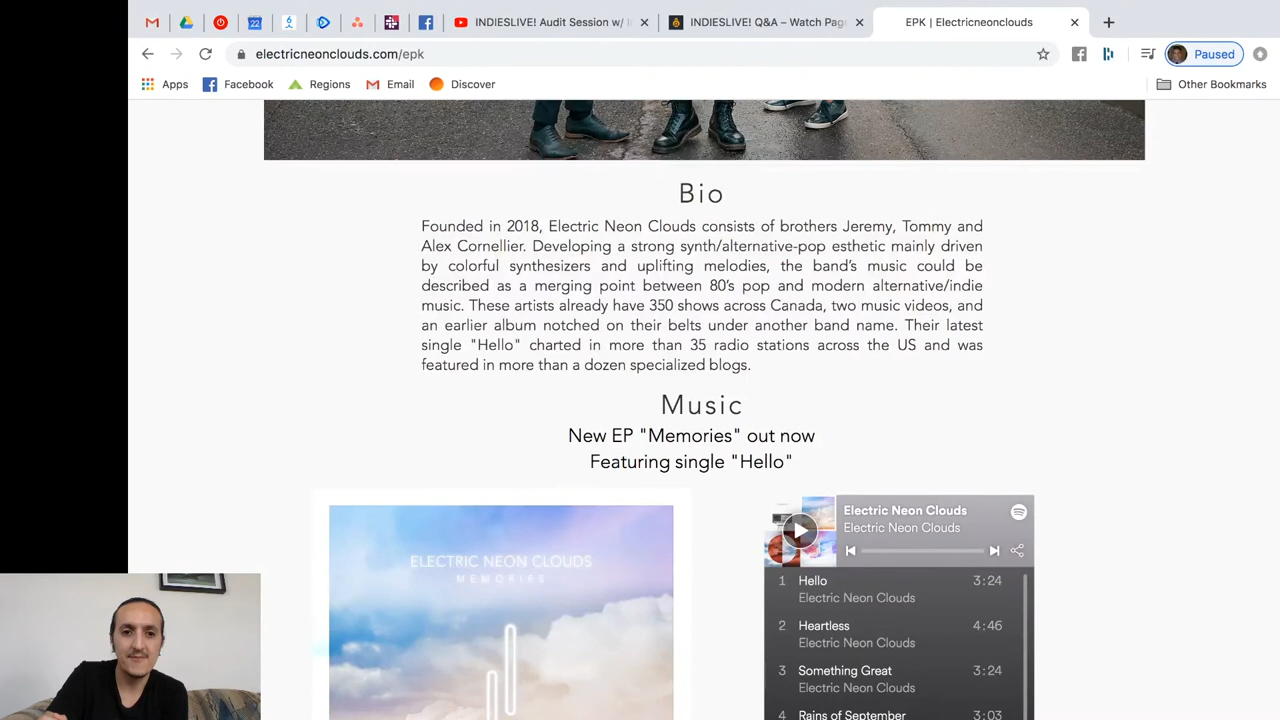 22
6
INDIESLIVE! Audit Session w/ I
INDIESLIVE! Q&A – Watch Pag
EPK | Electricneonclouds
electricneonclouds.com/epk
Paused
Apps
Facebook
Regions
Email
Discover
Other Bookmarks
Bio
Founded in 2018, Electric Neon Clouds consists of brothers Jeremy, Tommy and
Alex Cornellier. Developing a strong synth/alternative-pop esthetic mainly driven
by colorful synthesizers and uplifting melodies, the band's music could be
described as a merging point between 80's pop and modern alternative/indie
music. These artists already have 350 shows across Canada, two music videos, and
an earlier album notched on their belts under another band name. Their latest
single "Hello" charted in more than 35 radio stations across the US and was
featured in more than a dozen specialized blogs.
Music
New EP "Memories" out now
Featuring single "Hello"
ELECTRIC NEON CLOUDS
MEMORIES
Electric Neon Clouds
Electric Neon Clouds
1 Hello 3:24
Electric Neon Clouds
2 Heartless 4:46
Electric Neon Clouds
3 Something Great 3:24
Electric Neon Clouds
4 Rains of September 3:03